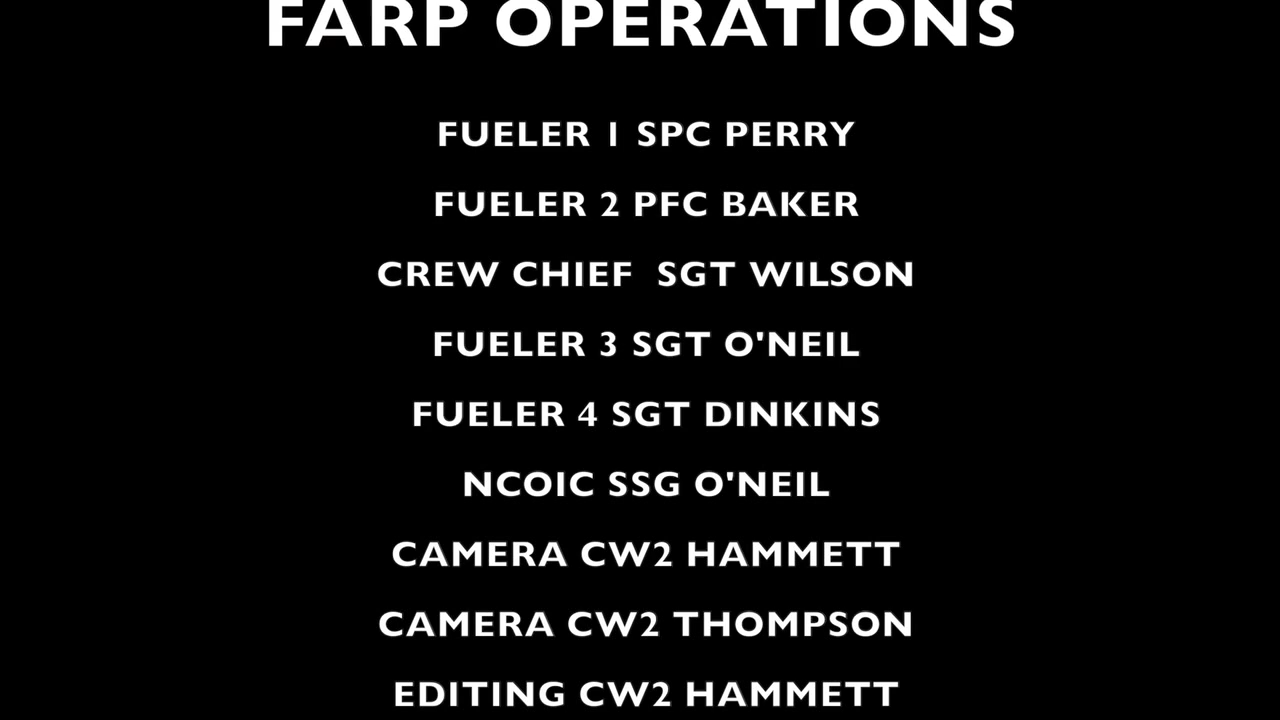 FARP OPERATIONS
FUELER 1 SPC PERRY
FUELER 2 PFC BAKER
CREW CHIEF  SGT WILSON
FUELER 3 SGT O'NEIL
FUELER 4 SGT DINKINS
NCOIC SSG O'NEIL
CAMERA CW2 HAMMETT
CAMERA CW2 THOMPSON
EDITING CW2 HAMMETT